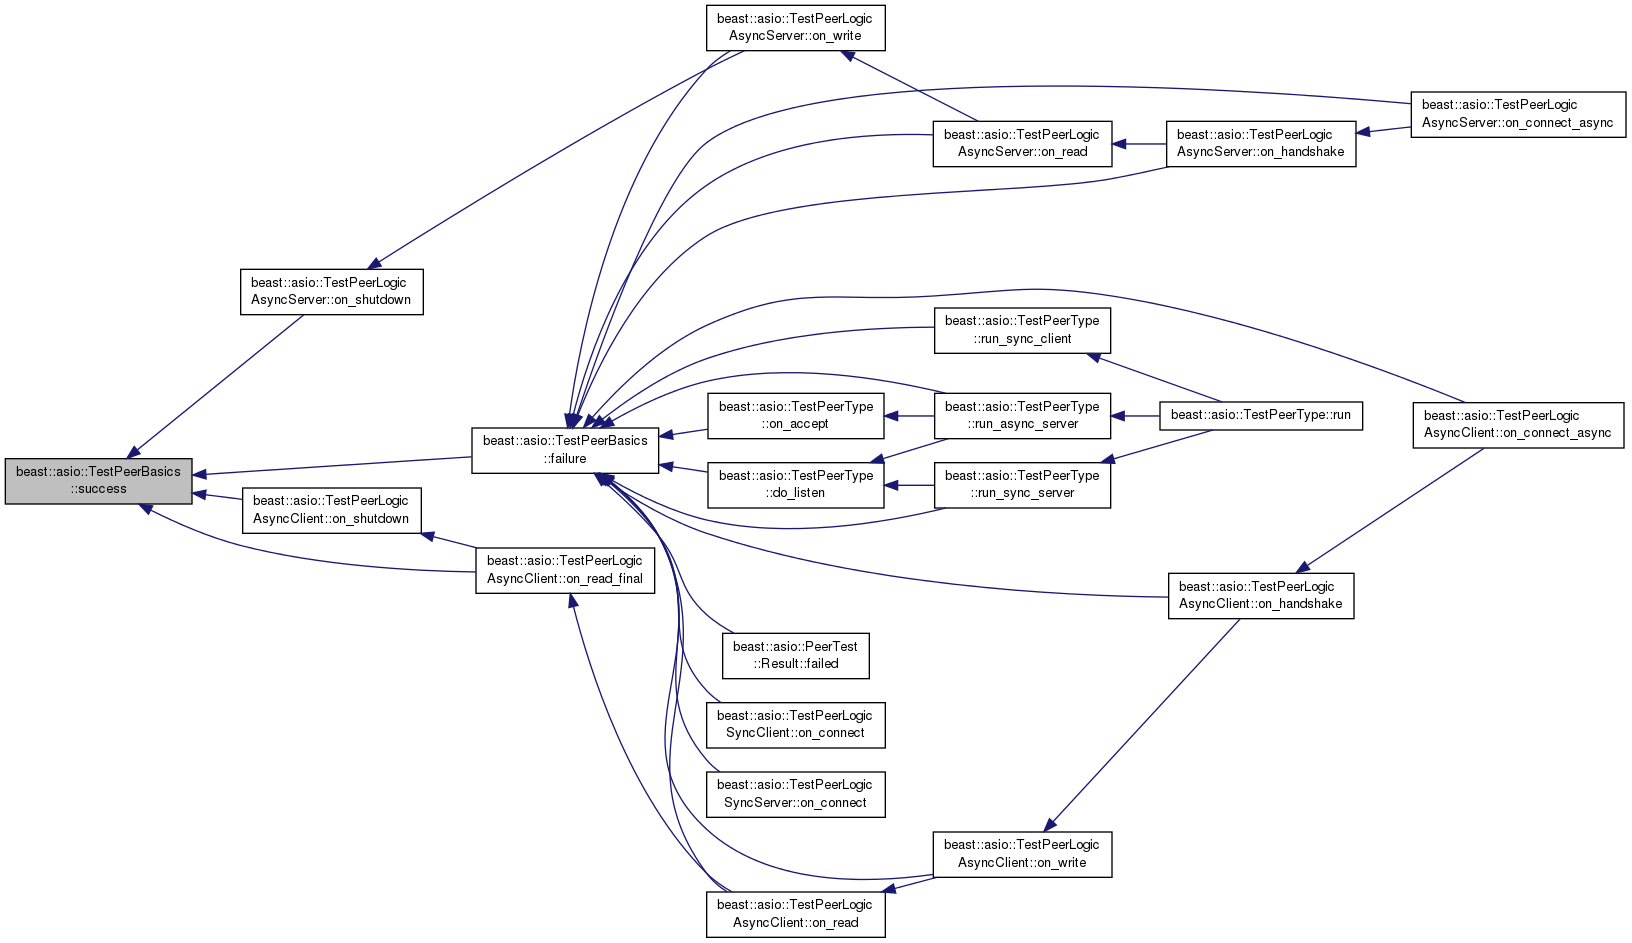 beast::asio::TestPeerLogic
AsyncServer::on_write
beast::asio::TestPeerLogic
AsyncServer::on_connect_async
beast::asio::TestPeerLogic
AsyncServer::on_read
beast::asio::TestPeerLogic
AsyncServer::on_handshake
beast::asio::TestPeerLogic
AsyncServer::on_shutdown
beast::asio::TestPeerType
::run_sync_client
beast::asio::TestPeerType
::on_accept
beast::asio::TestPeerType
::run_async_server
beast::asio::TestPeerType::run
beast::asio::TestPeerLogic
AsyncClient::on_connect_async
beast::asio::TestPeerBasics
::failure
beast::asio::TestPeerBasics
::success
beast::asio::TestPeerType
::do_listen
beast::asio::TestPeerType
::run_sync_server
beast::asio::TestPeerLogic
AsyncClient::on_shutdown
beast::asio::TestPeerLogic
AsyncClient::on_read_final
beast::asio::TestPeerLogic
AsyncClient::on_handshake
beast::asio::PeerTest
::Result::failed
beast::asio::TestPeerLogic
SyncClient::on_connect
beast::asio::TestPeerLogic
SyncServer::on_connect
beast::asio::TestPeerLogic
AsyncClient::on_write
beast::asio::TestPeerLogic
AsyncClient::on_read